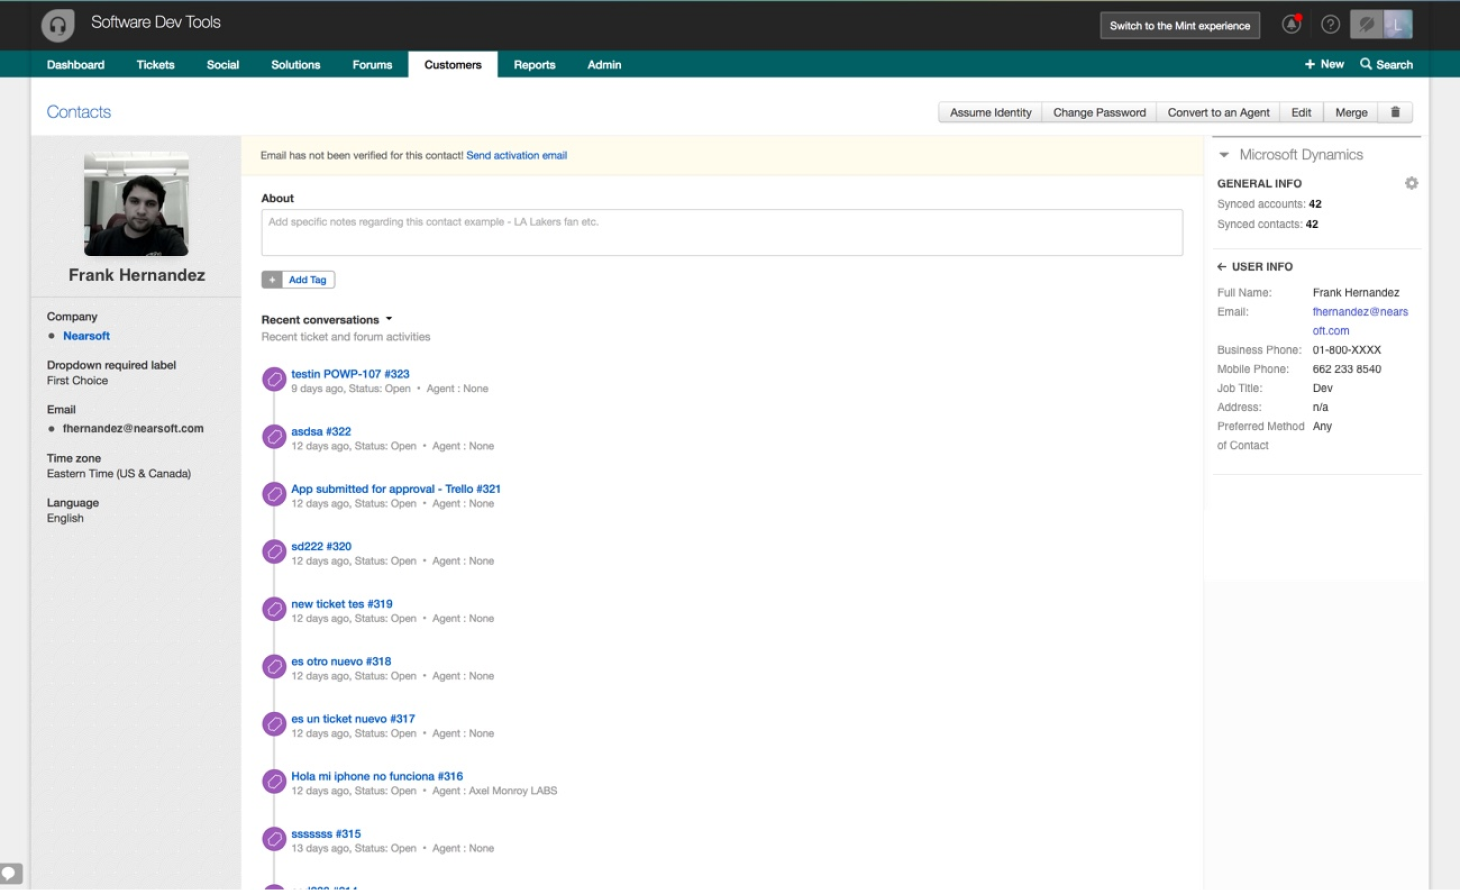 Software Dev Tools
Switch to the Mint experience
L
Dashboard Tickets Social Solutions Forums Customers Reports Admin
+ New Search
Contacts
Assume Identity Change Password Convert to an Agent Edit Merge
Frank Hernandez
Company
Nearsoft
Dropdown required label
First Choice
Email
fhernandez@nearsoft.com
Time zone
Eastern Time (US & Canada)
Language
English
Email has not been verified for this contact! Send activation email
About
Add specific notes regarding this contact example - LA Lakers fan etc.
+ Add Tag
Recent conversations
Recent ticket and forum activities
testin POWP-107 #323
9 days ago, Status: Open • Agent : None
asdsa #322
12 days ago, Status: Open • Agent : None
App submitted for approval - Trello #321
12 days ago, Status: Open • Agent : None
sd222 #320
12 days ago, Status: Open • Agent : None
new ticket tes #319
12 days ago, Status: Open • Agent : None
es otro nuevo #318
12 days ago, Status: Open • Agent : None
es un ticket nuevo #317
12 days ago, Status: Open • Agent : None
Hola mi iphone no funciona #316
12 days ago, Status: Open • Agent : Axel Monroy LABS
sssssss #315
13 days ago, Status: Open • Agent : None
Microsoft Dynamics
GENERAL INFO
Synced accounts: 42
Synced contacts: 42
← USER INFO
Full Name: Frank Hernandez
Email: fhernandez@nears
oft.com
Business Phone: 01-800-XXXX
Mobile Phone: 662 233 8540
Job Title: Dev
Address: n/a
Preferred Method Any
of Contact